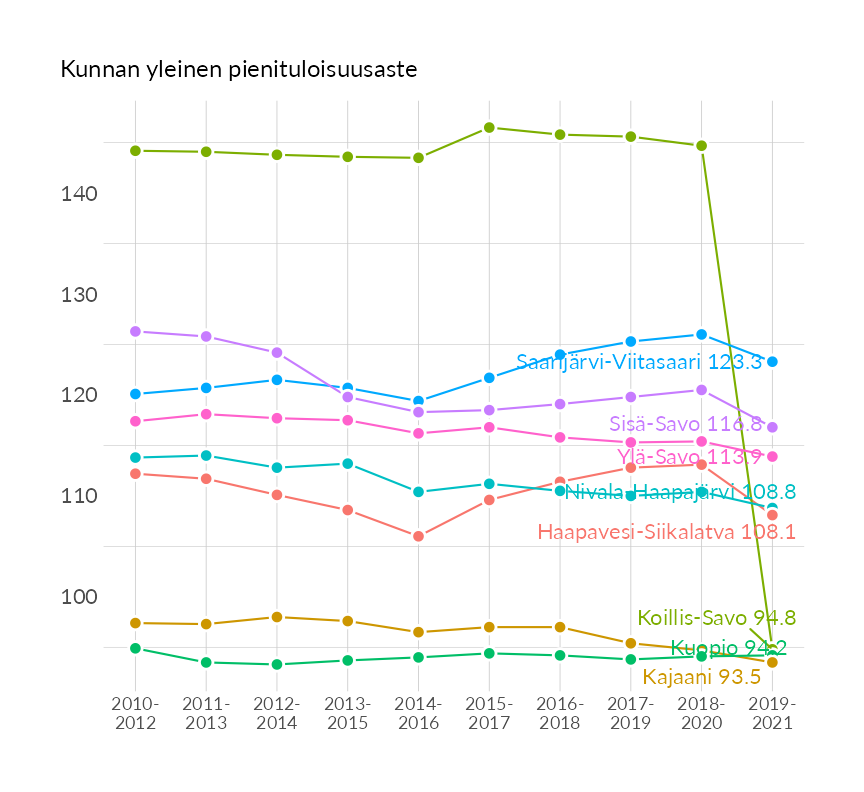 Kunnan yleinen pienituloisuusaste
140
130
120
110
100
Saarijärvi-Viitasaari 123.3
Sisä-Savo 116.8
Ylä-Savo 113.9
Nivala-Haapajärvi 108.8
Haapavesi-Siikalatva 108.1
Koillis-Savo 94.8
Kuopio 94.2
Kajaani 93.5
2010- 2011- 2012- 2013- 2014- 2015- 2016- 2017- 2018- 2019-
2012 2013 2014 2015 2016 2017 2018 2019 2020 2021